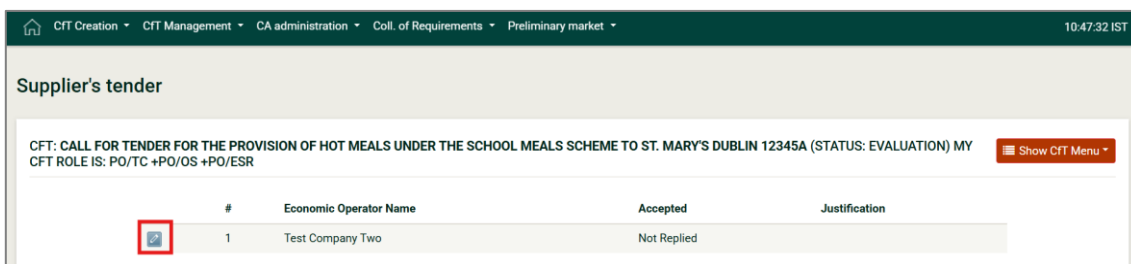 CfT Creation CfT Management CA administration Coll. of Requirements Preliminary market 10:47:32 IST
Supplier's tender
CFT: CALL FOR TENDER FOR THE PROVISION OF HOT MEALS UNDER THE SCHOOL MEALS SCHEME TO ST. MARY'S DUBLIN 12345A (STATUS: EVALUATION) MY
CFT ROLE IS: PO/TC +PO/OS +PO/ESR
Show CfT Menu
# Economic Operator Name Accepted Justification
1 Test Company Two Not Replied